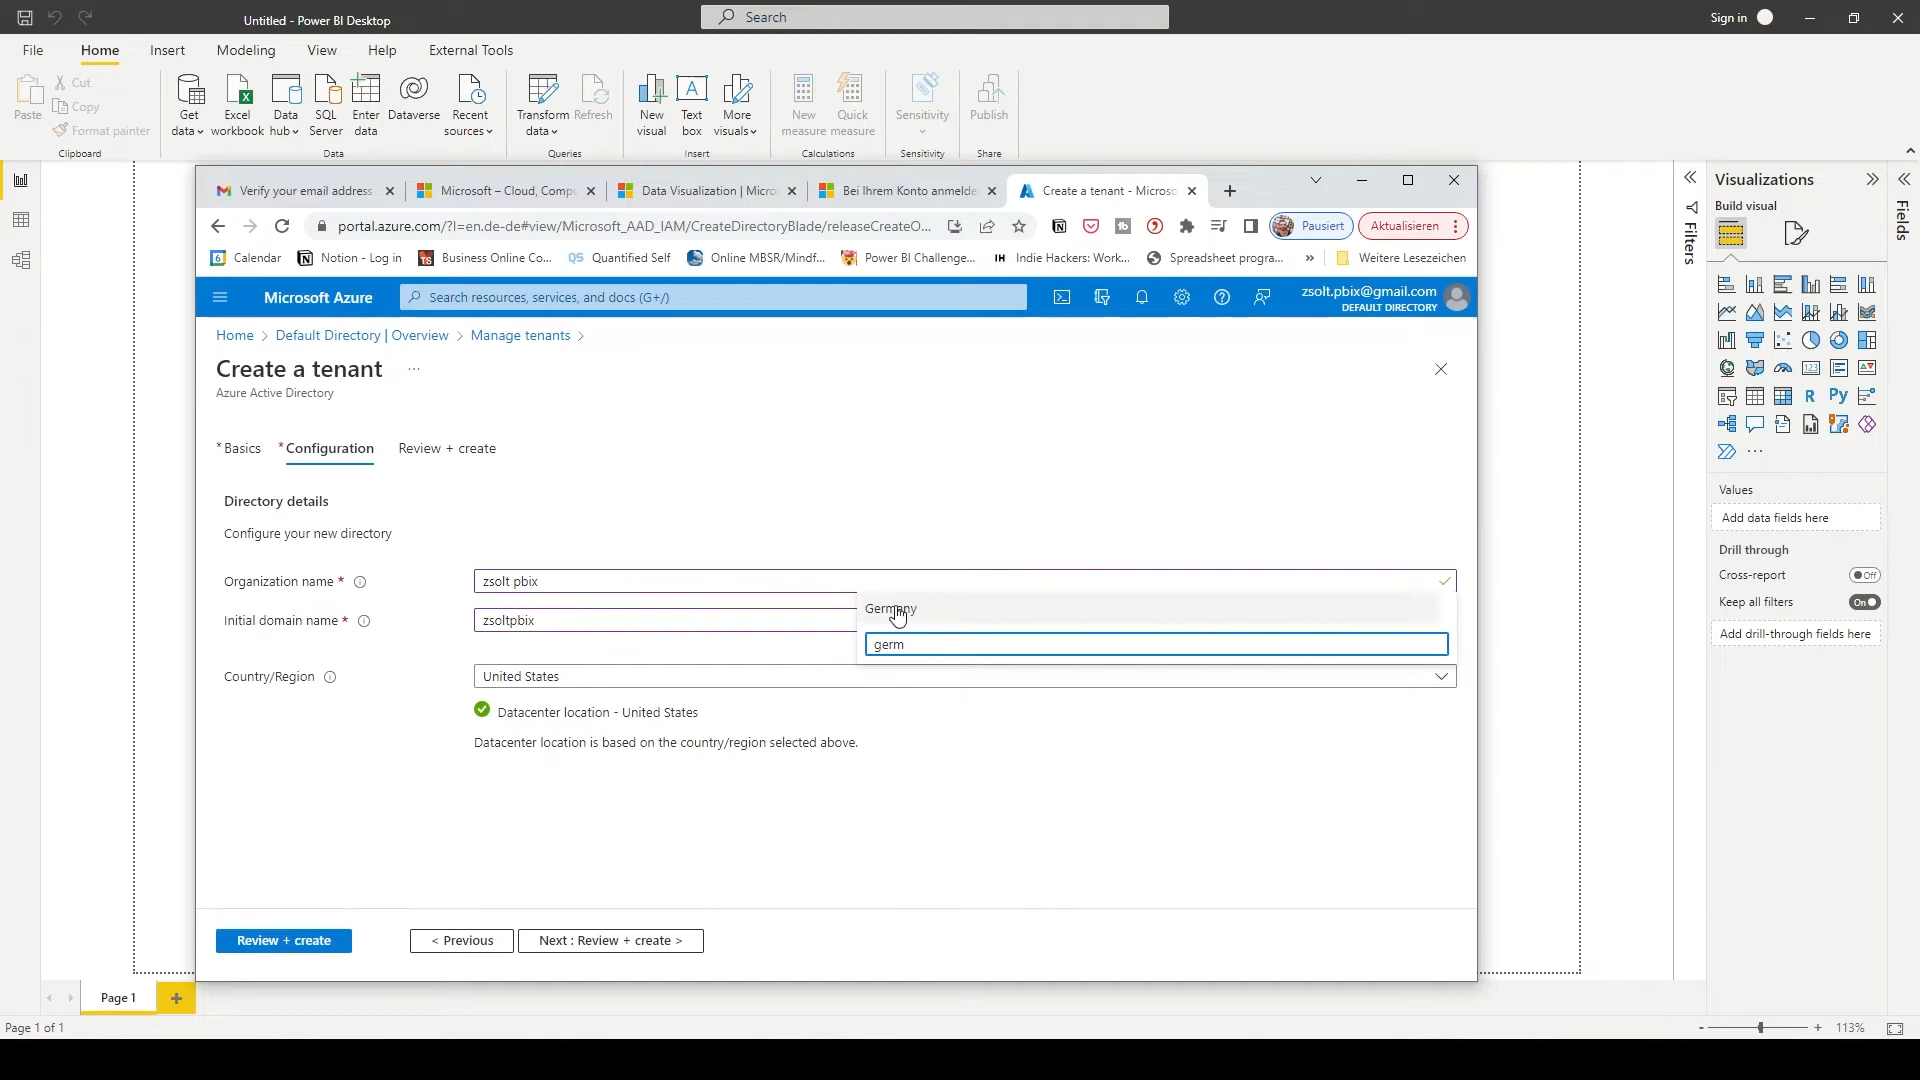 Untitled - Power BI Desktop
Search
Sign in
File
Home
Insert
Modeling
View
Help
External Tools
Paste
Cut
Copy
Format painter
Clipboard
Get data
Excel workbook
Data hub
SQL Server
Enter data
Dataverse
Recent sources
Data
Transform data
Refresh
Queries
New visual
Text box
More visuals
Insert
New measure
Quick measure
Calculations
Sensitivity
Sensitivity
Publish
Share
Verify your email address
Microsoft – Cloud, Compu
Data Visualization | Micro
Bei Ihrem Konto anmelde
Create a tenant - Microso
portal.azure.com/?l=en.de-de#view/Microsoft_AAD_IAM/CreateDirectoryBlade/releaseCreateO...
Pausiert
Aktualisieren
Calendar
Notion - Log in
Business Online Co...
QS Quantified Self
Online MBSR/Mindf...
Power BI Challenge...
IH Indie Hackers: Work...
Spreadsheet progra...
»
Weitere Lesezeichen
Microsoft Azure
Search resources, services, and docs (G+/)
zsolt.pbix@gmail.com
DEFAULT DIRECTORY
Home > Default Directory | Overview > Manage tenants >
Create a tenant ...
Azure Active Directory
* Basics
* Configuration
Review + create
Directory details
Configure your new directory
Organization name *
zsolt pbix
Germany
Initial domain name *
zsoltpbix
germ
Country/Region
United States
Datacenter location - United States
Datacenter location is based on the country/region selected above.
Review + create
< Previous
Next : Review + create >
Filters
Visualizations
Build visual
R
Py
123
...
Values
Add data fields here
Drill through
Cross-report
Off
Keep all filters
On
Add drill-through fields here
Fields
Page 1
+
Page 1 of 1
-
+
113%